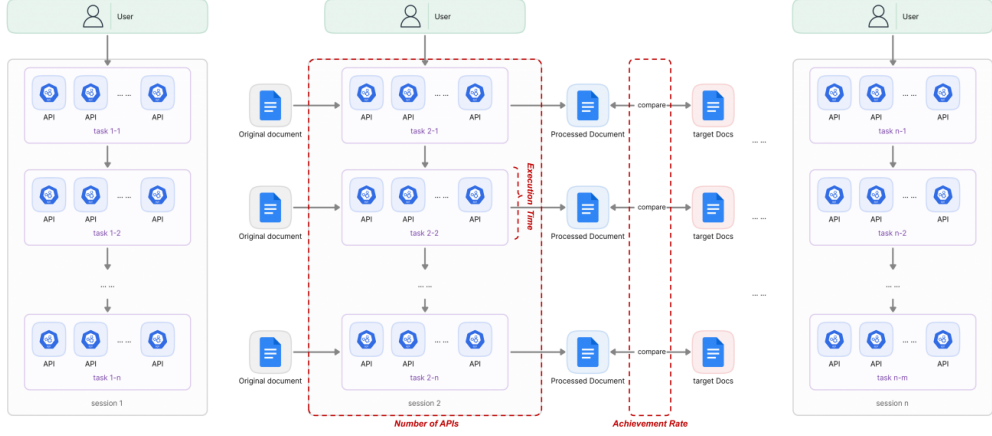 User
User
User
API
API
... ...
API
task 1-1
API
API
... ...
API
task 1-2
... ...
API
API
... ...
API
task 1-n
session 1
Original document
Original document
Original document
API
API
... ...
API
task 2-1
API
API
... ...
API
task 2-2
Execution Time
... ...
API
API
... ...
API
task 2-n
session 2
Number of APIs
Processed Document
compare
target Docs
Processed Document
compare
target Docs
Processed Document
compare
target Docs
Achievement Rate
... ...
... ...
... ...
API
API
... ...
API
task n-1
API
API
... ...
API
task n-2
... ...
API
API
... ...
API
task n-m
session n